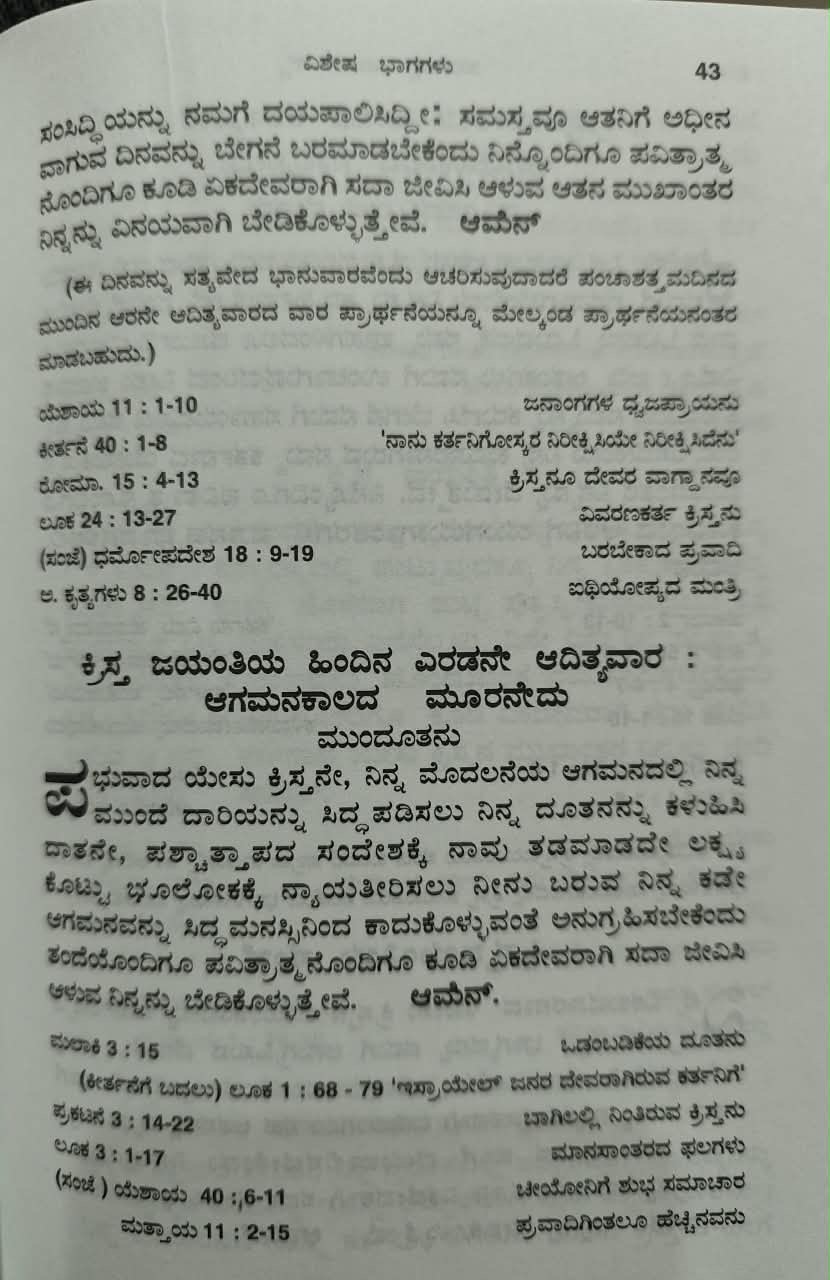 ವಿಶೇಷ ಭಾಗಗಳು 43
ಸಂಸಿದ್ಧಿಯನ್ನು ನಮಗೆ ದಯಪಾಲಿಸಿದ್ದೀ: ಸಮಸ್ತವೂ ಆತನಿಗೆ ಅಧೀನ
ವಾಗುವ ದಿನವನ್ನು ಬೇಗನೆ ಬರಮಾಡಬೇಕೆಂದು ನಿನ್ನೊಂದಿಗೂ ಪವಿತ್ರಾತ್ಮ
ನೊಂದಿಗೂ ಕೂಡಿ ಏಕದೇವರಾಗಿ ಸದಾ ಜೀವಿಸಿ ಆಳುವ ಆತನ ಮುಖಾಂತರ
ನಿನ್ನನ್ನು ವಿನಯವಾಗಿ ಬೇಡಿಕೊಳ್ಳುತ್ತೇವೆ. ಆಮೆನ್
(ಈ ದಿನವನ್ನು ಸತ್ಯವೇದ ಭಾನುವಾರವೆಂದು ಆಚರಿಸುವುದಾದರೆ ಪಂಚಾಶತ್ತಮದಿನದ
ಮುಂದಿನ ಆರನೇ ಆದಿತ್ಯವಾರದ ವಾರ ಪ್ರಾರ್ಥನೆಯನ್ನೂ ಮೇಲ್ಕಂಡ ಪ್ರಾರ್ಥನೆಯನಂತರ
ಮಾಡಬಹುದು.)
ಯೆಶಾಯ 11 : 1-10 ಜನಾಂಗಗಳ ಧ್ವಜಪ್ರಾಯನು
ಕೀರ್ತನೆ 40 : 1-8 'ನಾನು ಕರ್ತನಿಗೋಸ್ಕರ ನಿರೀಕ್ಷಿಸಿಯೇ ನಿರೀಕ್ಷಿಸಿದೆನು'
ರೋಮಾ. 15 : 4-13 ಕ್ರಿಸ್ತನೂ ದೇವರ ವಾಗ್ದಾನವೂ
ಲೂಕ 24 : 13-27 ವಿವರಣಕರ್ತ ಕ್ರಿಸ್ತನು
(ಸಂಜೆ) ಧರ್ಮೋಪದೇಶ 18 : 9-19 ಬರಬೇಕಾದ ಪ್ರವಾದಿ
ಅ. ಕೃತ್ಯಗಳು 8 : 26-40 ಐಥಿಯೋಪ್ಯದ ಮಂತ್ರಿ
ಕ್ರಿಸ್ತ ಜಯಂತಿಯ ಹಿಂದಿನ ಎರಡನೇ ಆದಿತ್ಯವಾರ :
ಆಗಮನಕಾಲದ ಮೂರನೇದು
ಮುಂದೂತನು
ಪ್ರಭುವಾದ ಯೇಸು ಕ್ರಿಸ್ತನೇ, ನಿನ್ನ ಮೊದಲನೆಯ ಆಗಮನದಲ್ಲಿ ನಿನ್ನ
ಮುಂದೆ ದಾರಿಯನ್ನು ಸಿದ್ಧಪಡಿಸಲು ನಿನ್ನ ದೂತನನ್ನು ಕಳುಹಿಸಿ
ದಾತನೇ, ಪಶ್ಚಾತ್ತಾಪದ ಸಂದೇಶಕ್ಕೆ ನಾವು ತಡಮಾಡದೇ ಲಕ್ಷ್ಯ
ಕೊಟ್ಟು ಭೂಲೋಕಕ್ಕೆ ನ್ಯಾಯತೀರಿಸಲು ನೀನು ಬರುವ ನಿನ್ನ ಕಡೇ
ಆಗಮನವನ್ನು ಸಿದ್ಧಮನಸ್ಸಿನಿಂದ ಕಾದುಕೊಳ್ಳುವಂತೆ ಅನುಗ್ರಹಿಸಬೇಕೆಂದು
ತಂದೆಯೊಂದಿಗೂ ಪವಿತ್ರಾತ್ಮನೊಂದಿಗೂ ಕೂಡಿ ಏಕದೇವರಾಗಿ ಸದಾ ಜೀವಿಸಿ
ಆಳುವ ನಿನ್ನನ್ನು ಬೇಡಿಕೊಳ್ಳುತ್ತೇವೆ. ಆಮೆನ್.
ಮಲಾಕಿ 3 : 15 ಒಡಂಬಡಿಕೆಯ ದೂತನು
(ಕೀರ್ತನೆಗೆ ಬದಲು) ಲೂಕ 1 : 68 - 79 'ಇಸ್ರಾಯೇಲ್ ಜನರ ದೇವರಾಗಿರುವ ಕರ್ತನಿಗೆ'
ಪ್ರಕಟನೆ 3 : 14-22 ಬಾಗಿಲಲ್ಲಿ ನಿಂತಿರುವ ಕ್ರಿಸ್ತನು
ಲೂಕ 3 : 1-17 ಮಾನಸಾಂತರದ ಫಲಗಳು
(ಸಂಜೆ ) ಯೆಶಾಯ 40 : 6-11 ಚೀಯೋನಿಗೆ ಶುಭ ಸಮಾಚಾರ
ಮತ್ತಾಯ 11 : 2-15 ಪ್ರವಾದಿಗಿಂತಲೂ ಹೆಚ್ಚಿನವನು